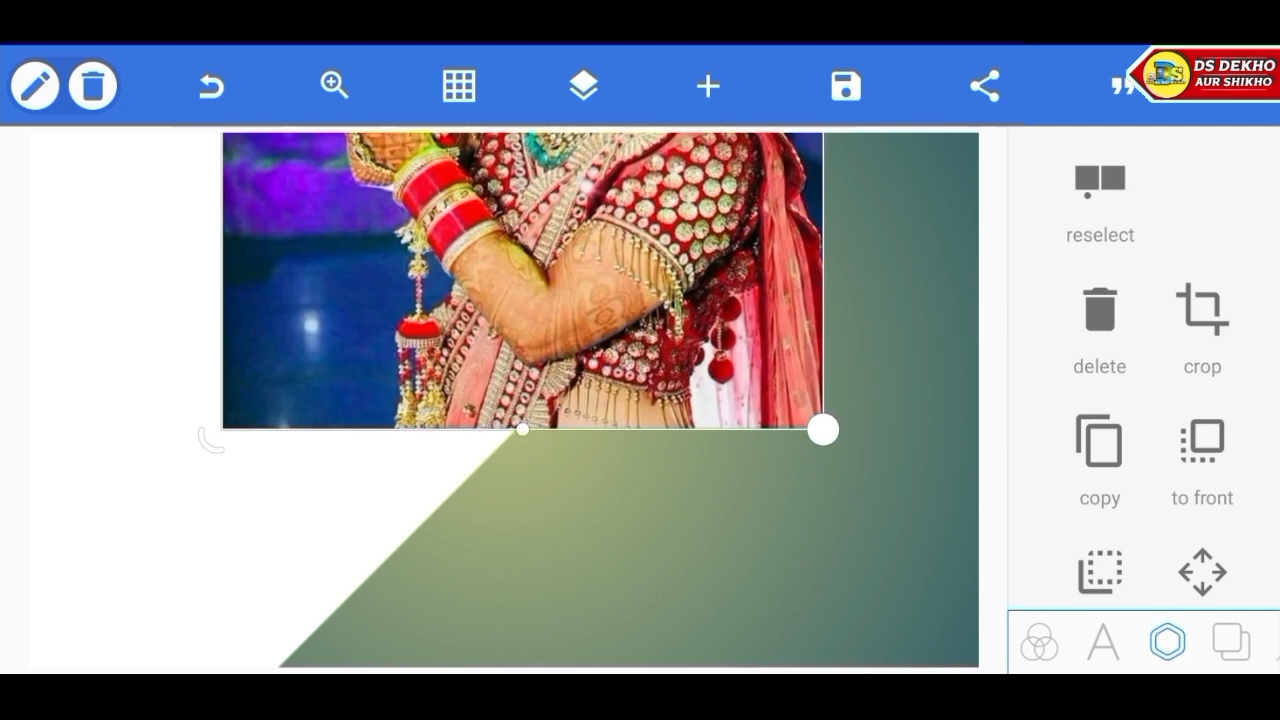 DS DEKHO
AUR SHIKHO
reselect
delete
crop
copy
to front